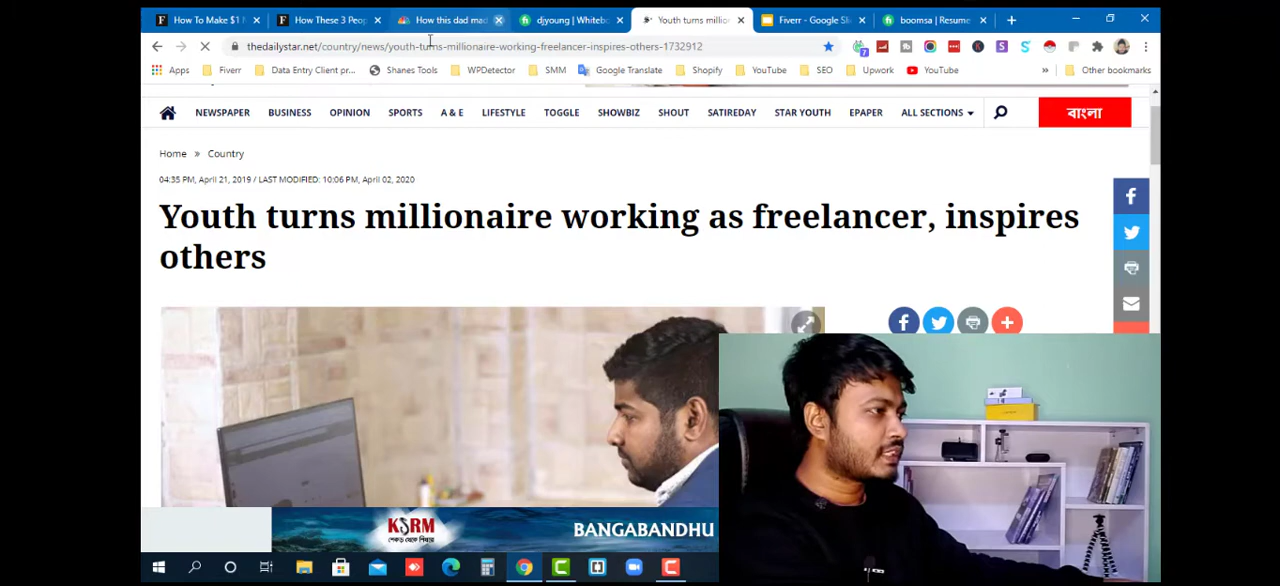 How To Make $1
How These 3 Peop
How this dad mad
djyoung | Whiteb
Youth turns millio
Fiverr - Google Sli
boomsa | Resume
thedailystar.net/country/news/youth-turns-millionaire-working-freelancer-inspires-others-1732912
Apps
Fiverr
Data Entry Client pr...
Shanes Tools
WPDetector
SMM
Google Translate
Shopify
YouTube
SEO
Upwork
YouTube
Other bookmarks
NEWSPAPER
BUSINESS
OPINION
SPORTS
A & E
LIFESTYLE
TOGGLE
SHOWBIZ
SHOUT
SATIREDAY
STAR YOUTH
EPAPER
ALL SECTIONS
বাংলা
Home » Country
04:35 PM, April 21, 2019 / LAST MODIFIED: 10:06 PM, April 02, 2020
Youth turns millionaire working as freelancer, inspires
others
KSRM
BANGABANDHU